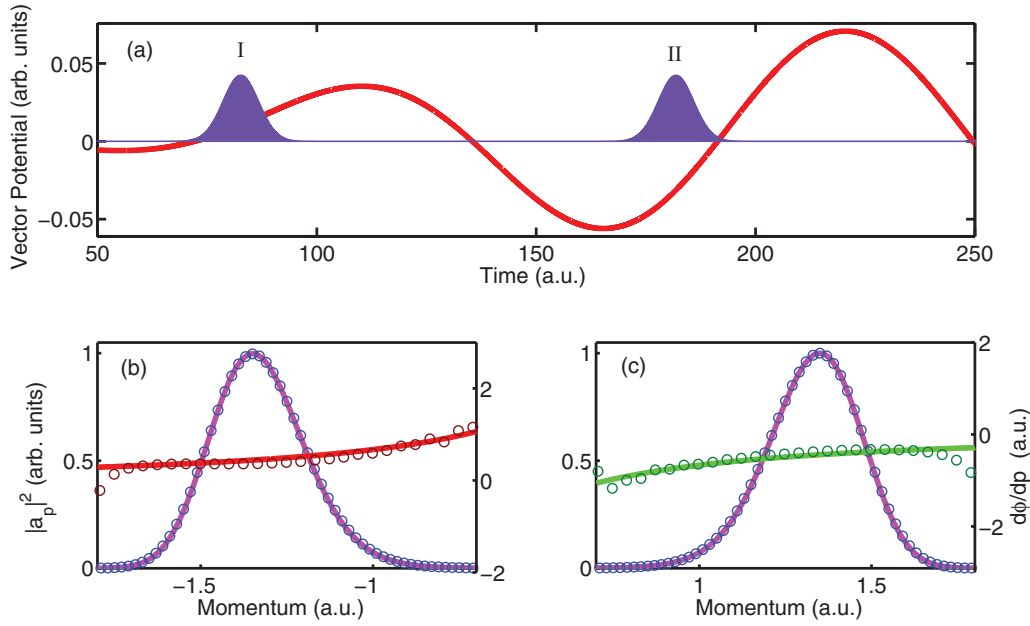 Vector Potential (arb. units)
(a)
I
II
0.05
0
−0.05
50
100
150
200
250
Time (a.u.)
(b)
|a_p|^2 (arb. units)
1
0.5
0
2
0
−2
−1.5
−1
Momentum (a.u.)
(c)
1
0.5
0
2
0
−2
dϕ/dp (a.u.)
1
1.5
Momentum (a.u.)